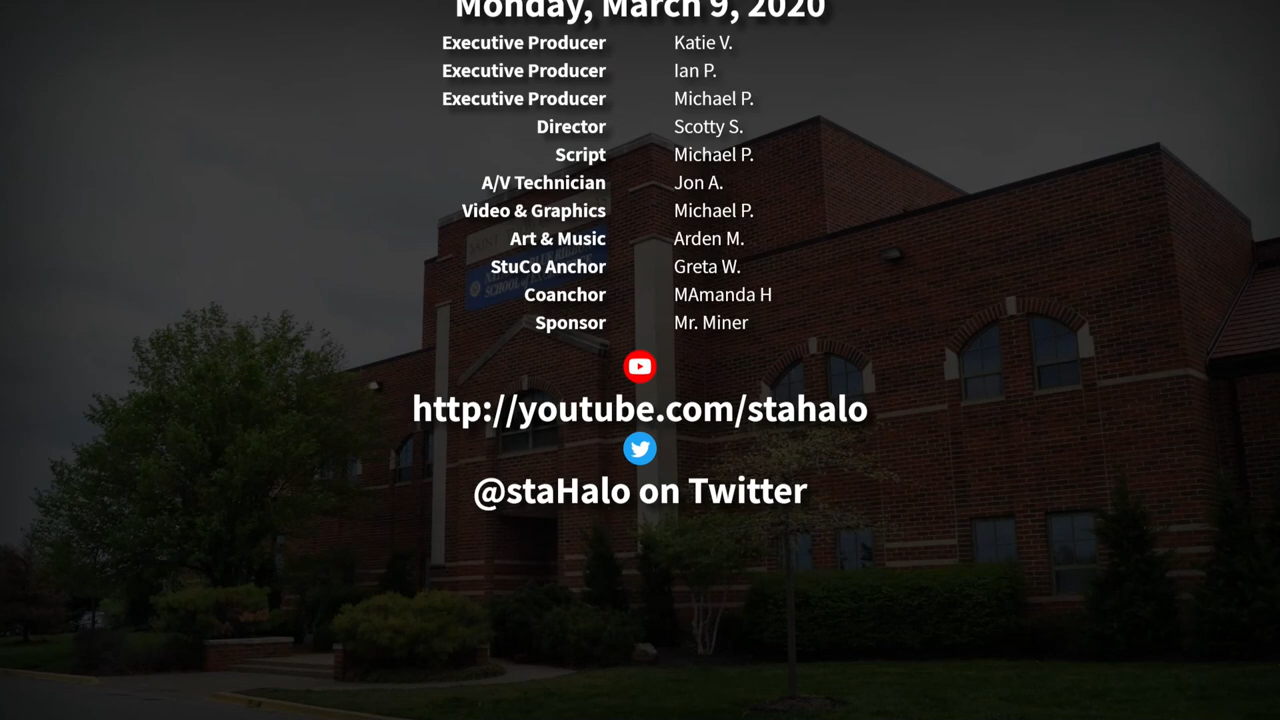 Monday, March 9, 2020
Executive Producer Katie V.
Executive Producer Ian P.
Executive Producer Michael P.
Director Scotty S.
Script Michael P.
A/V Technician Jon A.
Video & Graphics Michael P.
Art & Music Arden M.
StuCo Anchor Greta W.
Coanchor MAmanda H
Sponsor Mr. Miner
http://youtube.com/stahalo
@staHalo on Twitter